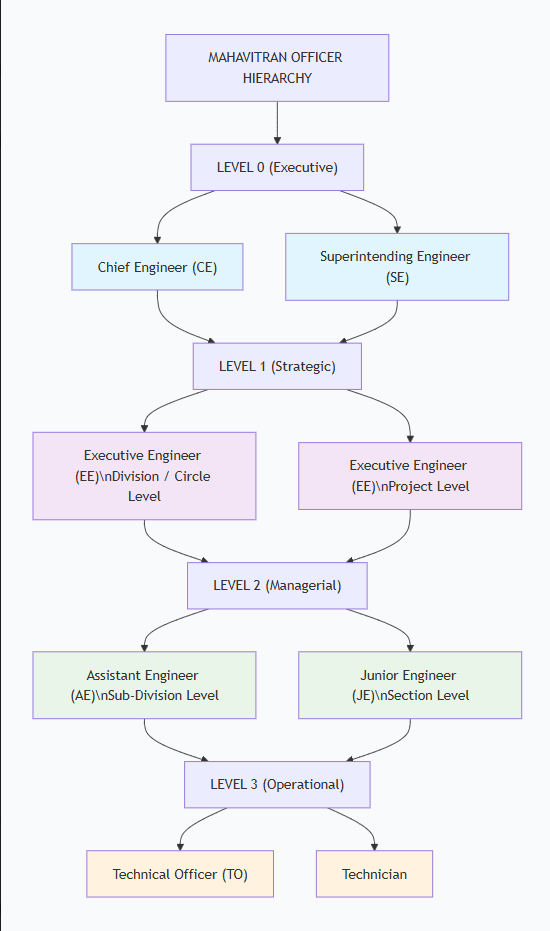 MAHAVITRAN OFFICER
HIERARCHY
LEVEL 0 (Executive)
Chief Engineer (CE)
Superintending Engineer
(SE)
LEVEL 1 (Strategic)
Executive Engineer
(EE)\nDivision / Circle
Level
Executive Engineer
(EE)\nProject Level
LEVEL 2 (Managerial)
Assistant Engineer
(AE)\nSub-Division Level
Junior Engineer
(JE)\nSection Level
LEVEL 3 (Operational)
Technical Officer (TO)
Technician